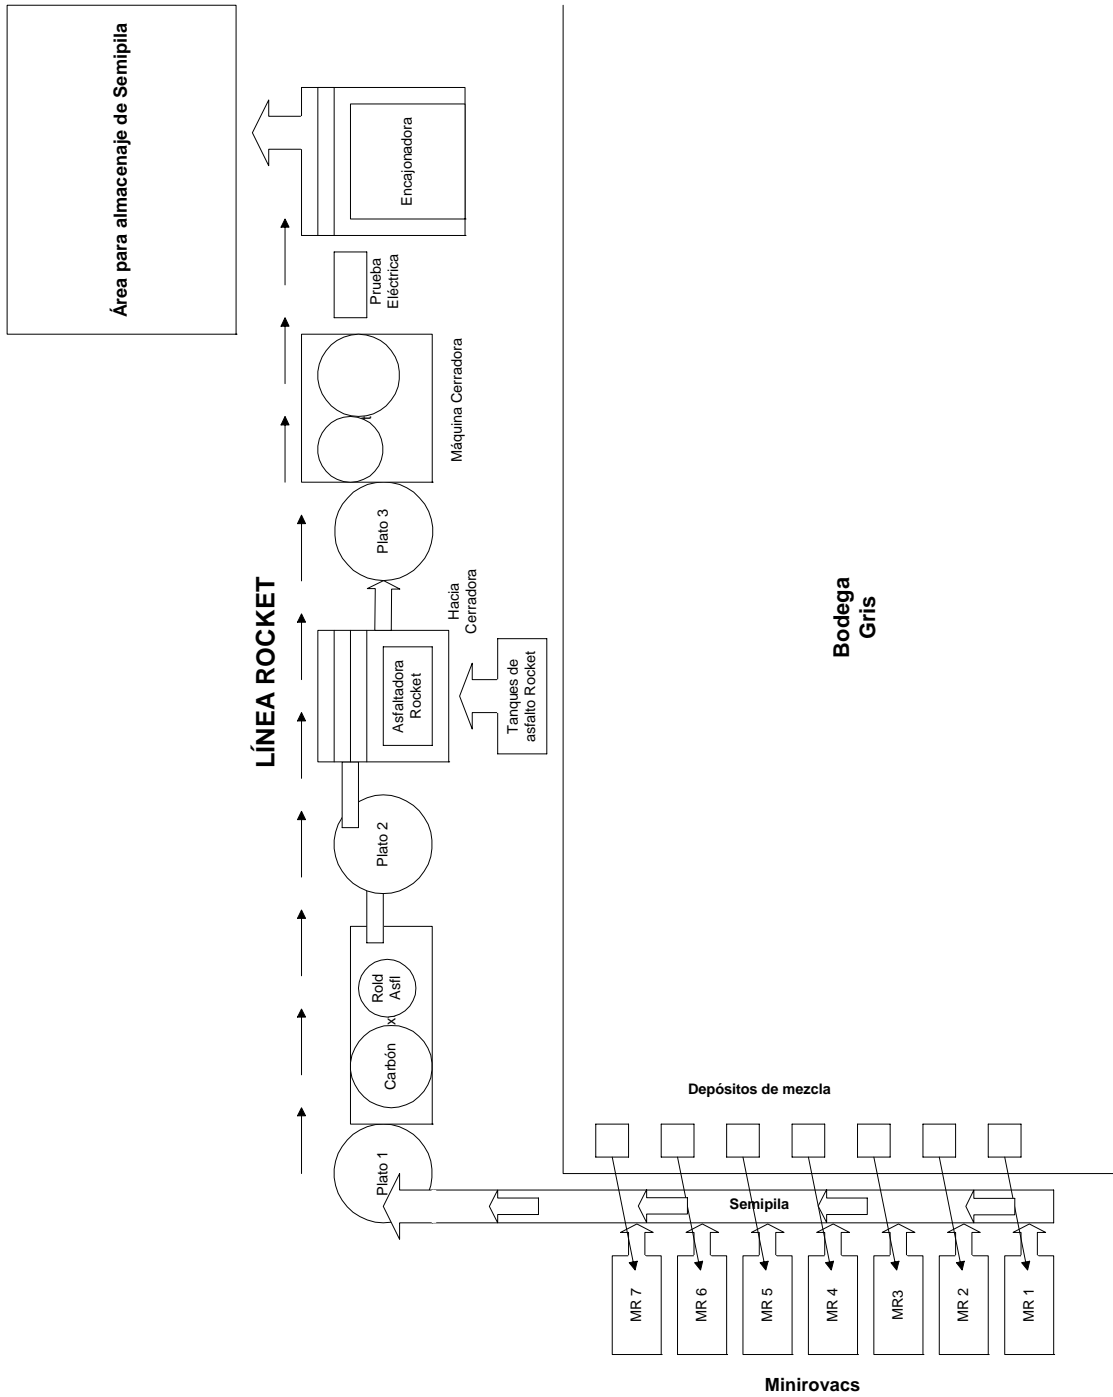 Área para almacenaje de Semipila
Encajonadora
Prueba
Eléctrica
Máquina Cerradora
t
Plato 3
LÍNEA ROCKET
Hacia
Cerradora
Asfaltadora
Rocket
Tanques de
asfalto Rocket
Plato 2
Rold
Asfl
x
Carbón
Plato 1
Bodega
Gris
Depósitos de mezcla
Semipila
MR 7
MR 6
MR 5
MR 4
MR3
MR 2
MR 1
Minirovacs